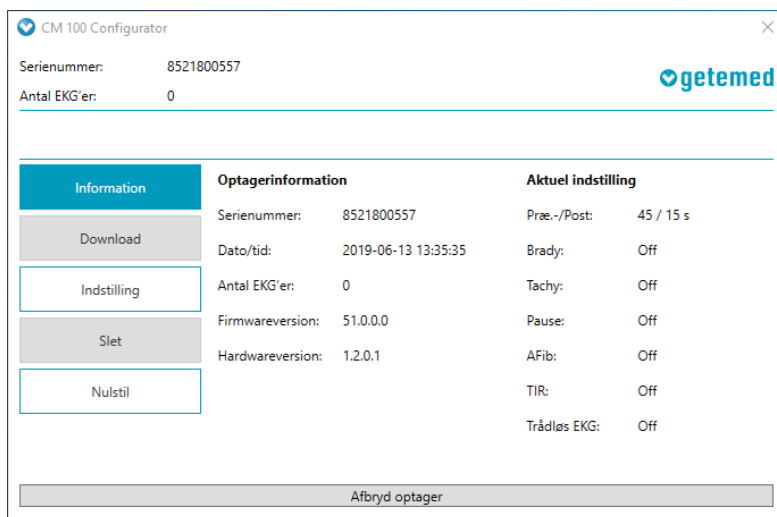 CM 100 Configurator
Serienummer: 8521800557
Antal EKG'er: 0
getemed
Information
Download
Indstilling
Slet
Nulstil
Optagerinformation
Serienummer: 8521800557
Dato/tid: 2019-06-13 13:35:35
Antal EKG'er: 0
Firmwareversion: 51.0.0.0
Hardwareversion: 1.2.0.1
Aktuel indstilling
Præ.-/Post: 45 / 15 s
Brady: Off
Tachy: Off
Pause: Off
AFib: Off
TIR: Off
Trådløs EKG: Off
Afbryd optager